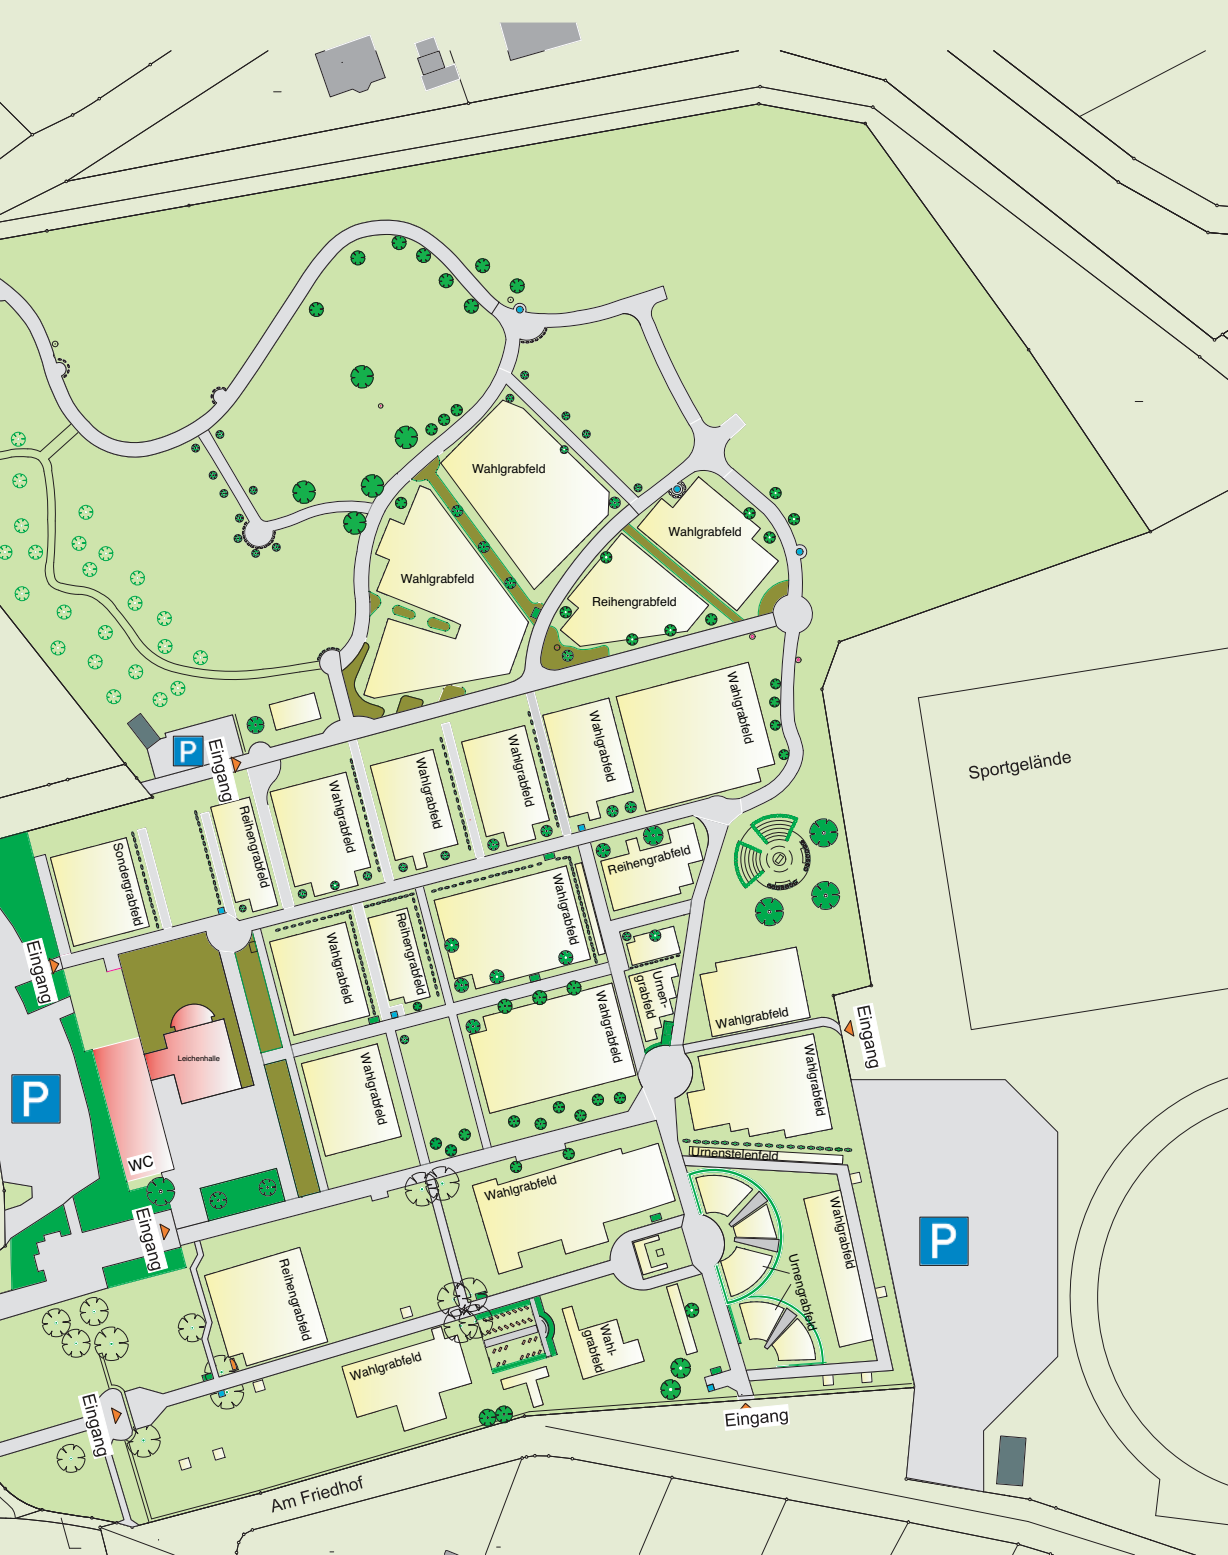 Wahlgrabfeld
Wahlgrabfeld
Wahlgrabfeld
Reihengrabfeld
Wahlgrabfeld
Wahlgrabfeld
Wahlgrabfeld
Wahlgrabfeld
Wahlgrabfeld
P
Eingang
Sportgelände
Reihengrabfeld
Sondergrabfeld
Reihengrabfeld
Wahlgrabfeld
Reihengrabfeld
Wahlgrabfeld
Eingang
Urnen-
grabfeld
Wahlgrabfeld
Wahlgrabfeld
Eingang
Leichenhalle
P
Wahlgrabfeld
Wahlgrabfeld
WC
Urnenstelenfeld
Wahlgrabfeld
Eingang
Wahlgrabfeld
P
Reihengrabfeld
Urnengrabfeld
Wahl-
grabfeld
Wahlgrabfeld
Eingang
Eingang
Am Friedhof